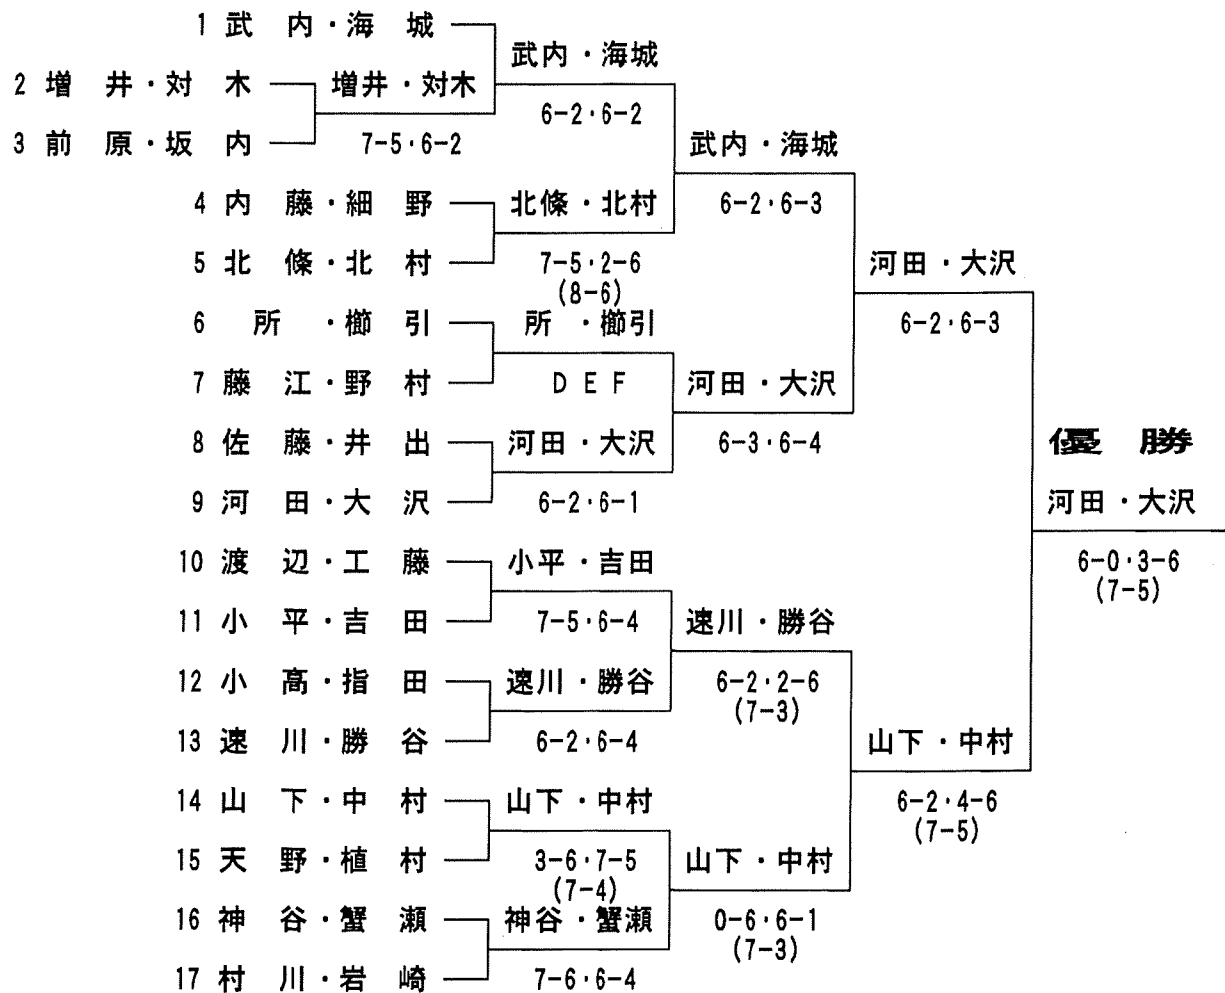 1 武 内・海 城
武内・海城
2 増 井・対 木 増井・対木
6-2・6-2
3 前 原・坂 内 7-5・6-2 武内・海城
4 内 藤・細 野 北條・北村 6-2・6-3
5 北 條・北 村 7-5・2-6 河田・大沢
(8-6)
6 所 ・櫛 引 所 ・櫛引 6-2・6-3
7 藤 江・野 村 DEF 河田・大沢
8 佐 藤・井 出 河田・大沢 6-3・6-4 優 勝
9 河 田・大 沢 6-2・6-1 河田・大沢
10 渡 辺・工 藤 小平・吉田 6-0・3-6
(7-5)
11 小 平・吉 田 7-5・6-4 速川・勝谷
12 小 高・指 田 速川・勝谷 6-2・2-6
(7-3)
13 速 川・勝 谷 6-2・6-4 山下・中村
14 山 下・中 村 山下・中村 6-2・4-6
(7-5)
15 天 野・植 村 3-6・7-5 山下・中村
(7-4)
16 神 谷・蟹 瀬 神谷・蟹瀬 0-6・6-1
(7-3)
17 村 川・岩 崎 7-6・6-4